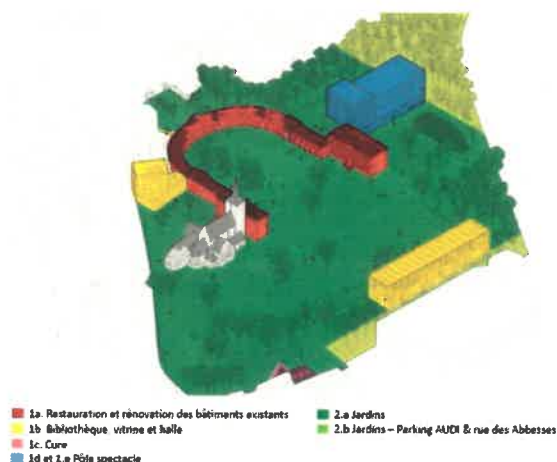 1a. Restauration et rénovation des bâtiments existants
1b Bibliothèque, vitrine et halle
1c. Cure
1d et 1.e Pôle spectacle
2.a Jardins
2.b Jardins – Parking AUDI & rue des Abbesses